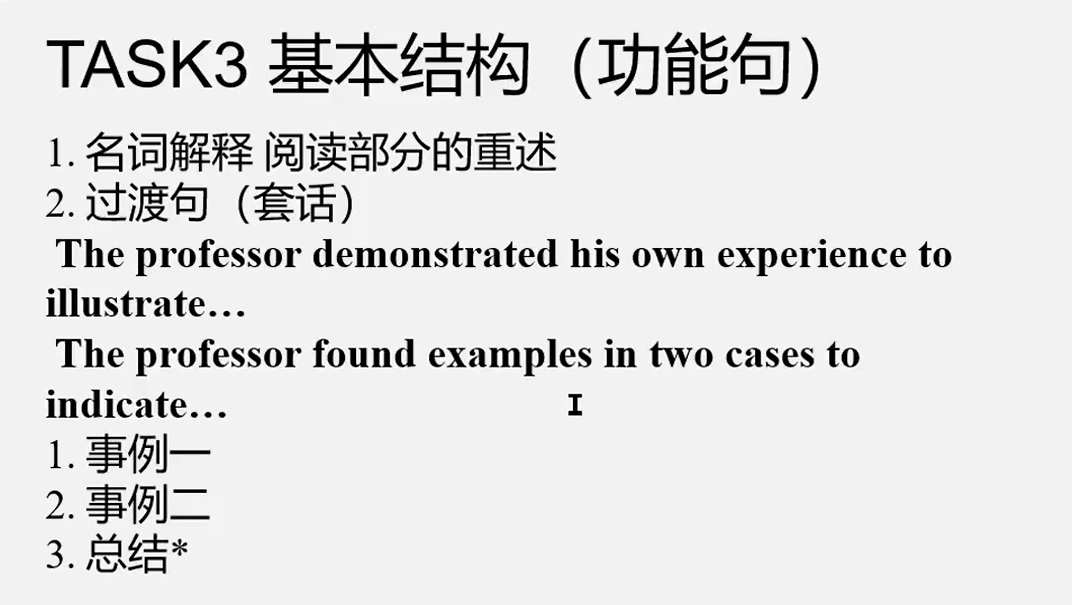 TASK3 基本结构（功能句）
1. 名词解释 阅读部分的重述
2. 过渡句（套话）
The professor demonstrated his own experience to
illustrate…
The professor found examples in two cases to
indicate…
1. 事例一
2. 事例二
3. 总结*